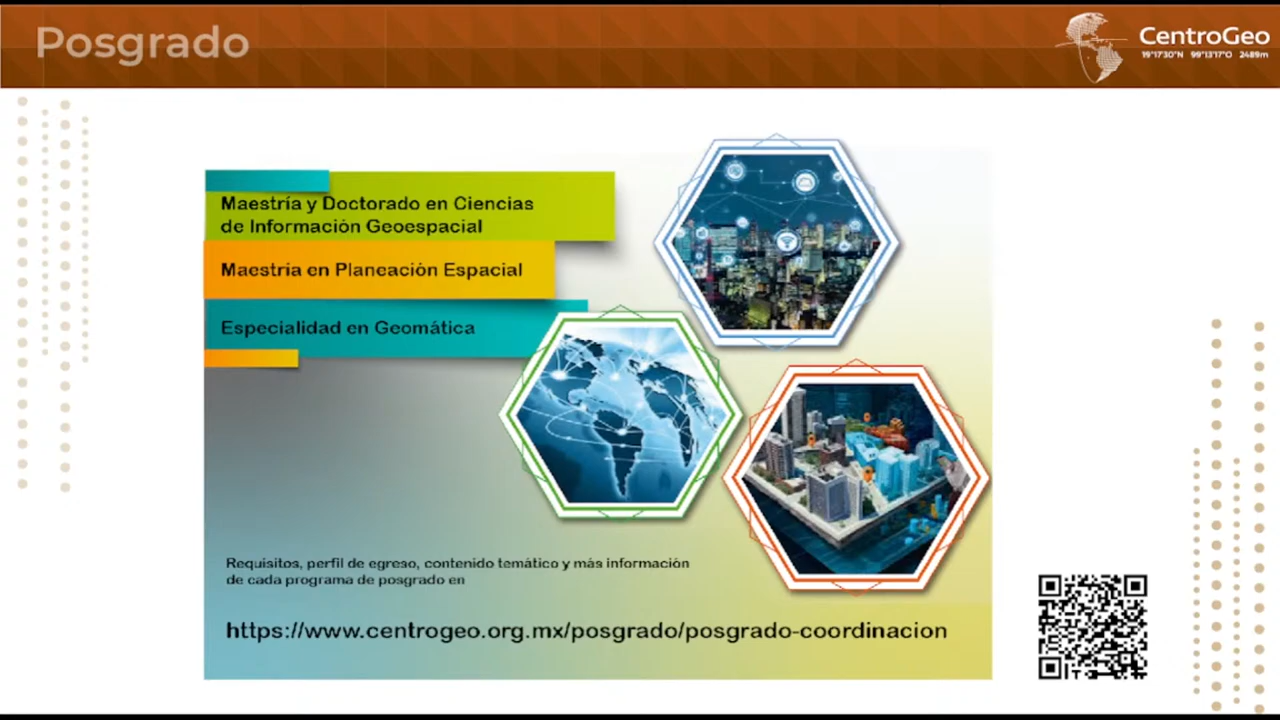 Posgrado
CentroGeo
19°17'30"N 99°13'17"O 2489m
Maestría y Doctorado en Ciencias
de Información Geoespacial
Maestría en Planeación Espacial
Especialidad en Geomática
Requisitos, perfil de egreso, contenido temático y más información
de cada programa de posgrado en
https://www.centrogeo.org.mx/posgrado/posgrado-coordinacion